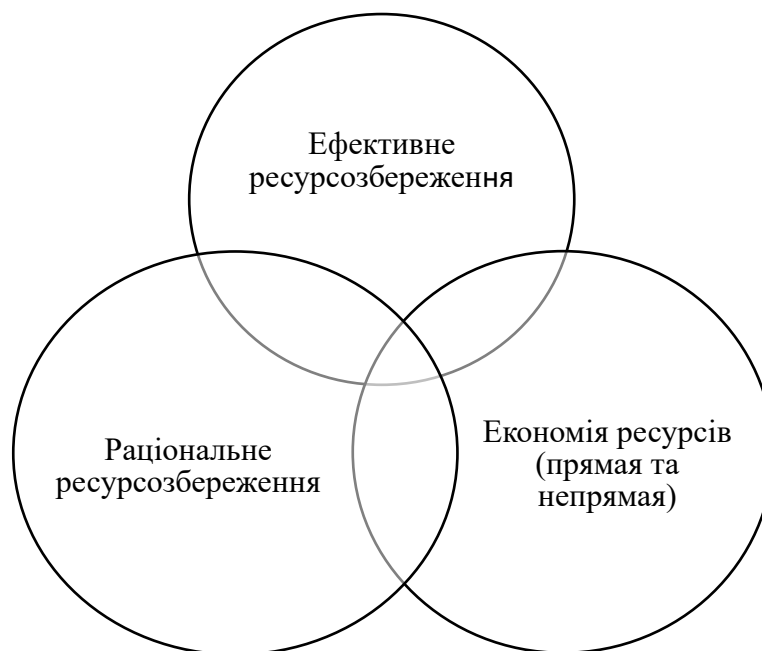 Ефективне
ресурсозбереження
Раціональне
ресурсозбереження
Економія ресурсів
(прямая та
непрямая)